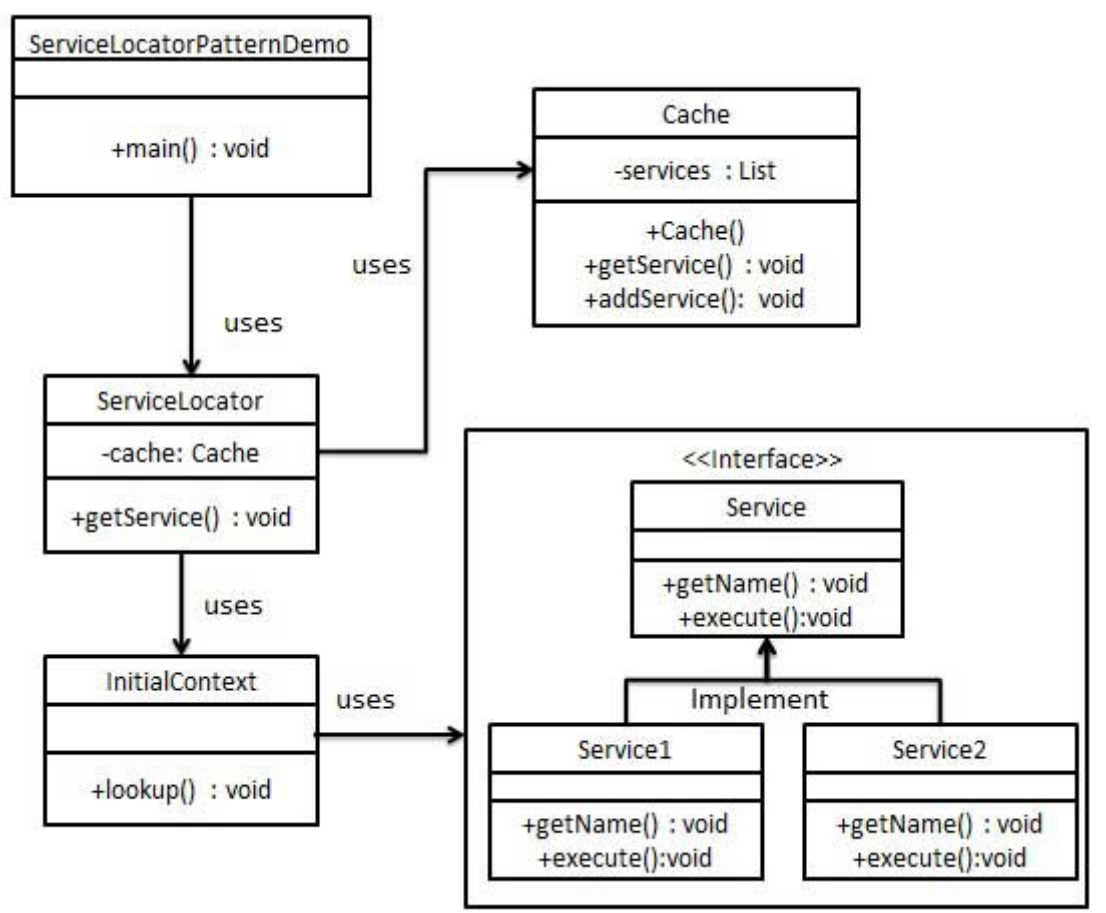 ServiceLocatorPatternDemo
+main() : void
uses
Cache
-services : List
+Cache()
+getService() : void
+addService(): void
uses
ServiceLocator
-cache: Cache
+getService() : void
uses
InitialContext
+lookup() : void
uses
<<Interface>>
Service
+getName() : void
+execute():void
Implement
Service1
+getName() : void
+execute():void
Service2
+getName() : void
+execute():void